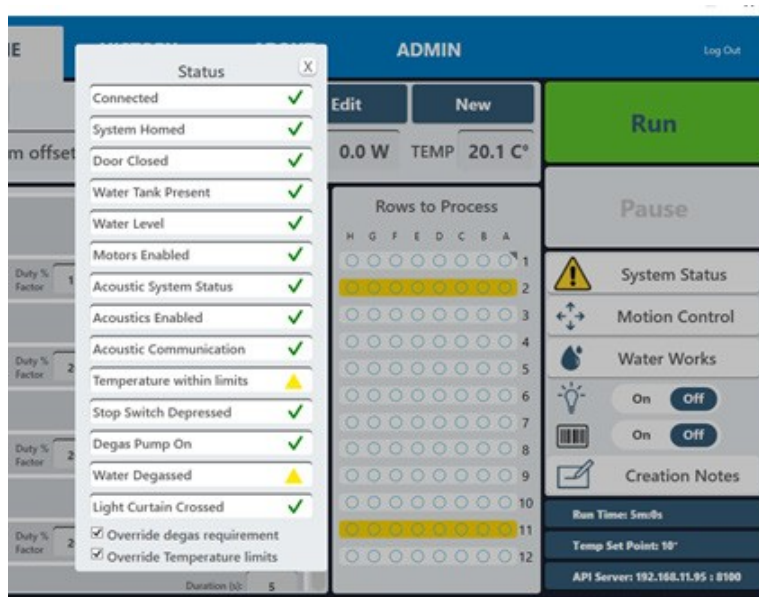 ADMIN
Log Out
Status
X
Connected
System Homed
Door Closed
Water Tank Present
Water Level
Motors Enabled
Acoustic System Status
Acoustics Enabled
Acoustic Communication
Temperature within limits
Stop Switch Depressed
Degas Pump On
Water Degassed
Light Curtain Crossed
Override degas requirement
Override Temperature limits
m offset
Duty % Factor 1
Duty % Factor 2
Duty % Factor 2
Duty % Factor 2
Duration (s): 5
Edit New
0.0 W TEMP 20.1 C°
Rows to Process
H G F E D C B A
1
2
3
4
5
6
7
8
9
10
11
12
Run
Pause
System Status
Motion Control
Water Works
On Off
On Off
Creation Notes
Run Time: 5m:0s
Temp Set Point: 10°
API Server: 192.168.11.95 : 8100